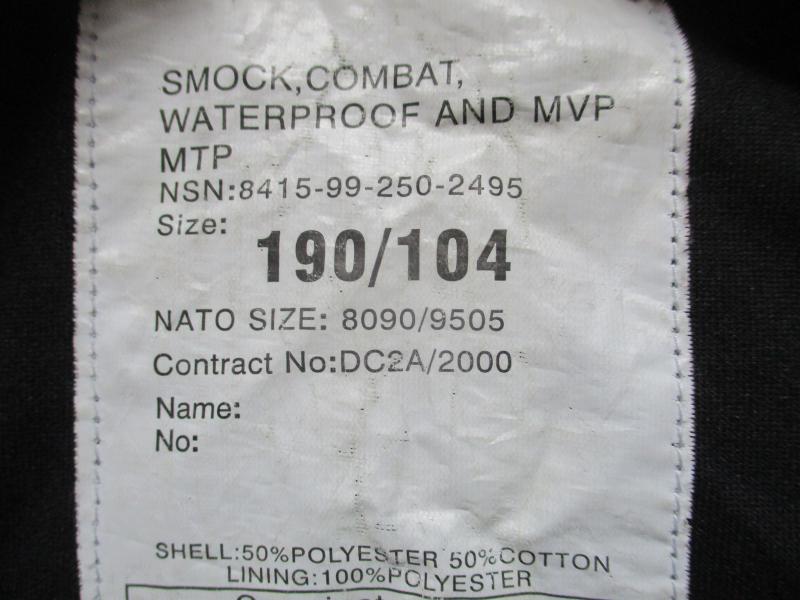 SMOCK,COMBAT,
WATERPROOF AND MVP
MTP
NSN:8415-99-250-2495
Size:
190/104
NATO SIZE: 8090/9505
Contract No:DC2A/2000
Name:
No:
SHELL:50%POLYESTER 50%COTTON
LINING:100%POLYESTER